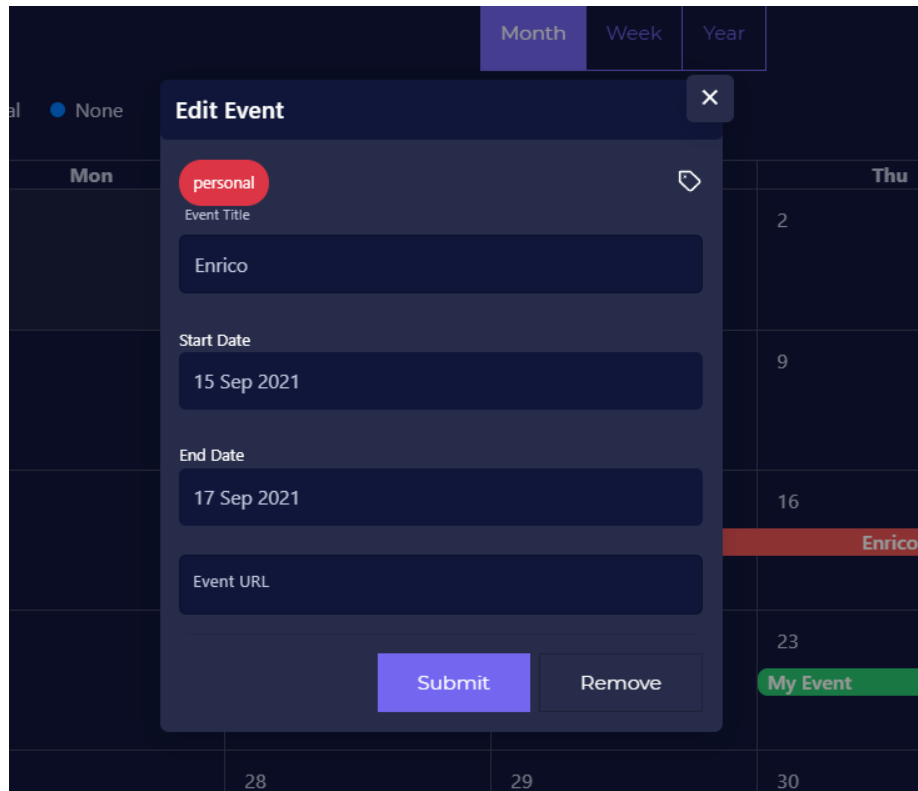 Month Week Year
al None
Edit Event
Mon Thu
personal
Event Title
2
Enrico
Start Date
15 Sep 2021
9
End Date
17 Sep 2021
16
Enrico
Event URL
23
Submit Remove
My Event
28 29 30